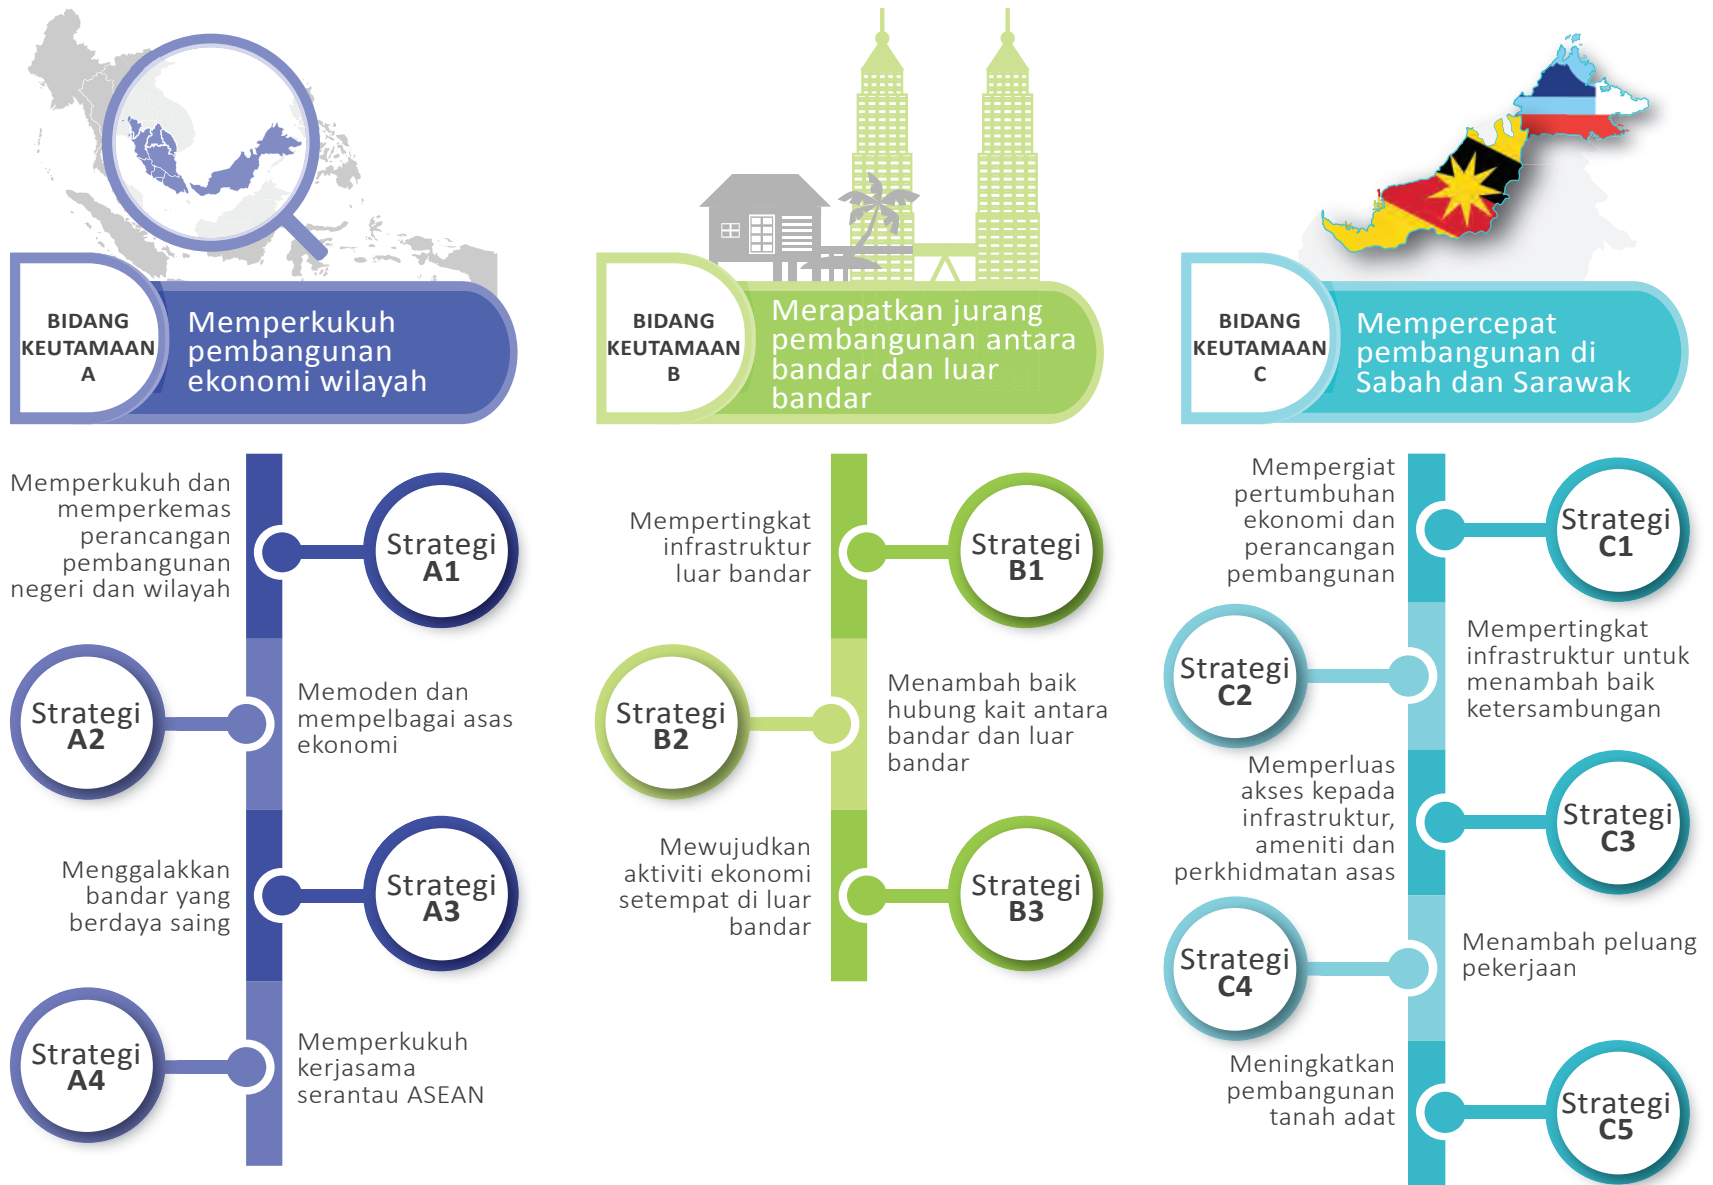 BIDANG
KEUTAMAAN
A
Memperkukuh
pembangunan
ekonomi wilayah
Memperkukuh dan
memperkemas
perancangan
pembangunan
negeri dan wilayah
Strategi
A1
Strategi
A2
Memoden dan
mempelbagai asas
ekonomi
Menggalakkan
bandar yang
berdaya saing
Strategi
A3
Strategi
A4
Memperkukuh
kerjasama
serantau ASEAN
BIDANG
KEUTAMAAN
B
Merapatkan jurang
pembangunan antara
bandar dan luar
bandar
Mempertingkat
infrastruktur
luar bandar
Strategi
B1
Strategi
B2
Menambah baik
hubung kait antara
bandar dan luar
bandar
Mewujudkan
aktiviti ekonomi
setempat di luar
bandar
Strategi
B3
BIDANG
KEUTAMAAN
C
Mempercepat
pembangunan di
Sabah dan Sarawak
Mempergiat
pertumbuhan
ekonomi dan
perancangan
pembangunan
Strategi
C1
Strategi
C2
Mempertingkat
infrastruktur untuk
menambah baik
ketersambungan
Memperluas
akses kepada
infrastruktur,
ameniti dan
perkhidmatan asas
Strategi
C3
Strategi
C4
Menambah peluang
pekerjaan
Meningkatkan
pembangunan
tanah adat
Strategi
C5